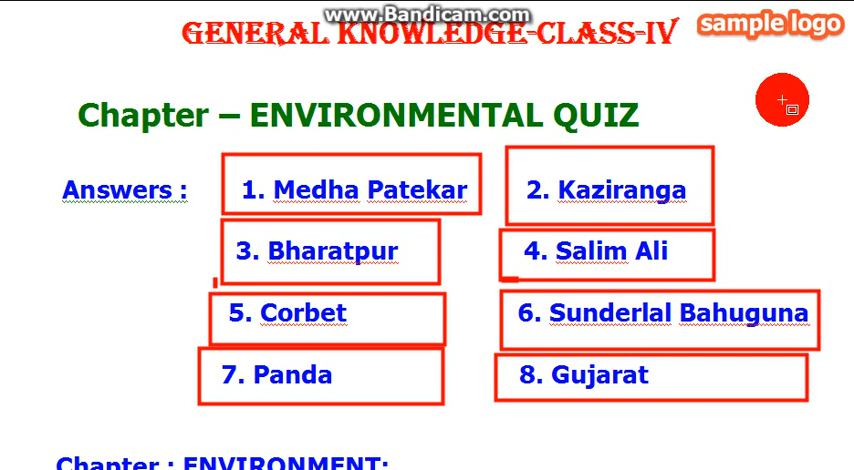 www.Bandicam.com
GENERAL KNOWLEDGE-CLASS-IV
sample logo
Chapter – ENVIRONMENTAL QUIZ
Answers : 1. Medha Patekar 2. Kaziranga
3. Bharatpur 4. Salim Ali
5. Corbet 6. Sunderlal Bahuguna
7. Panda 8. Gujarat
Chapter : ENVIRONMENT: